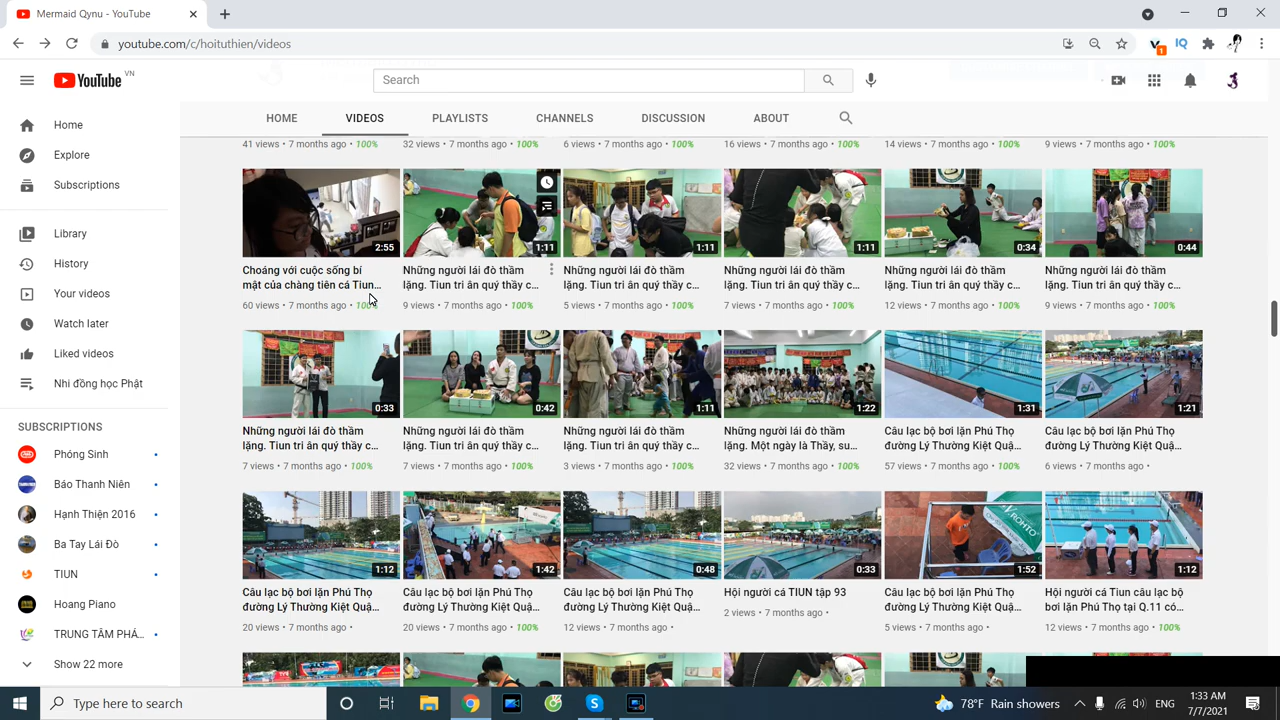 Mermaid Qynu - YouTube
youtube.com/c/hoituthien/videos
1
YouTube VN
Search
HOME VIDEOS PLAYLISTS CHANNELS DISCUSSION ABOUT
Home
Explore
Subscriptions
Library
History
Your videos
Watch later
Liked videos
Nhi đồng học Phật
SUBSCRIPTIONS
Phóng Sinh
Báo Thanh Niên
Hạnh Thiện 2016
Ba Tay Lái Đò
TIUN
Hoang Piano
TRUNG TÂM PHÁ...
Show 22 more
41 views • 7 months ago • 100% 32 views • 7 months ago • 100% 6 views • 7 months ago • 100% 16 views • 7 months ago • 100% 14 views • 7 months ago • 100% 9 views • 7 months ago • 100%
2:55 1:11 1:11 1:11 0:34 0:44
Choáng với cuộc sống bí Những người lái đò thầm Những người lái đò thầm Những người lái đò thầm Những người lái đò thầm Những người lái đò thầm
mật của chàng tiên cá Tiun... lặng. Tiun tri ân quý thầy c... lặng. Tiun tri ân quý thầy c... lặng. Tiun tri ân quý thầy c... lặng. Tiun tri ân quý thầy c... lặng. Tiun tri ân quý thầy c...
60 views • 7 months ago • 100% 9 views • 7 months ago • 100% 5 views • 7 months ago • 100% 7 views • 7 months ago • 100% 12 views • 7 months ago • 100% 9 views • 7 months ago • 100%
0:33 0:42 1:11 1:22 1:31 1:21
Những người lái đò thầm Những người lái đò thầm Những người lái đò thầm Những người lái đò thầm Câu lạc bộ bơi lặn Phú Thọ Câu lạc bộ bơi lặn Phú Thọ
lặng. Tiun tri ân quý thầy c... lặng. Tiun tri ân quý thầy c... lặng. Tiun tri ân quý thầy c... lặng. Một ngày là Thầy, su... đường Lý Thường Kiệt Quậ... đường Lý Thường Kiệt Quậ...
7 views • 7 months ago • 100% 7 views • 7 months ago • 100% 3 views • 7 months ago • 100% 32 views • 7 months ago • 100% 57 views • 7 months ago • 100% 6 views • 7 months ago •
ROHTO
1:12 1:42 0:48 0:33 1:52 1:12
Câu lạc bộ bơi lặn Phú Thọ Câu lạc bộ bơi lặn Phú Thọ Câu lạc bộ bơi lặn Phú Thọ Hội người cá TIUN tập 93 Câu lạc bộ bơi lặn Phú Thọ Hội người cá Tiun câu lạc bộ
đường Lý Thường Kiệt Quậ... đường Lý Thường Kiệt Quậ... đường Lý Thường Kiệt Quậ... đường Lý Thường Kiệt Quậ... bơi lặn Phú Thọ tại Q.11 có...
20 views • 7 months ago • 20 views • 7 months ago • 100% 12 views • 7 months ago • 2 views • 7 months ago • 5 views • 7 months ago • 12 views • 7 months ago • 100%
Type here to search
78°F Rain showers ENG
1:33 AM
7/7/2021